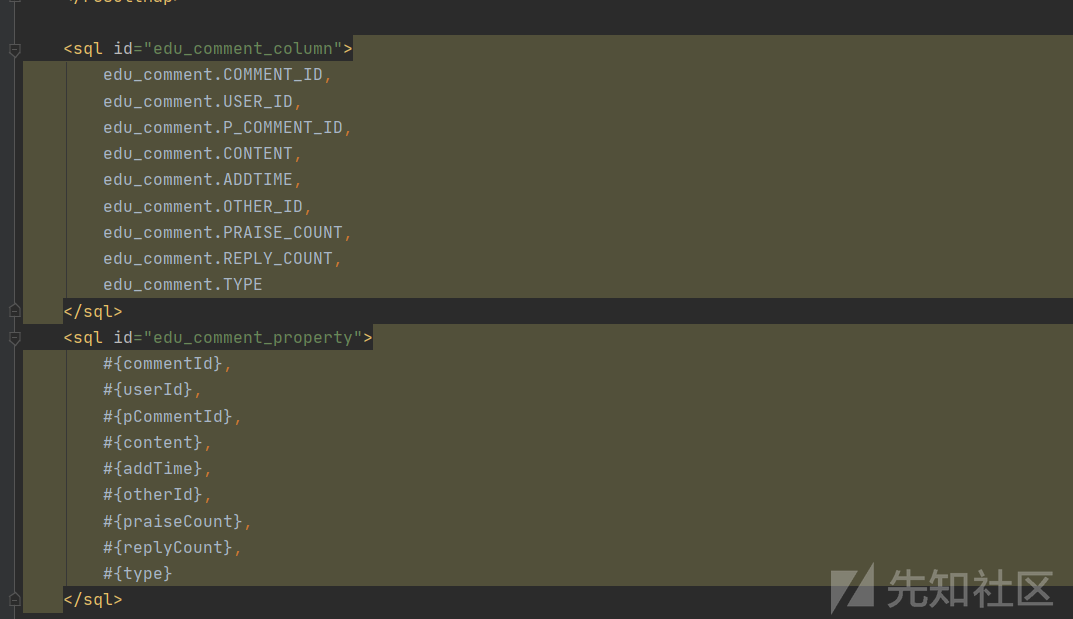 <sql id="edu_comment_column">
edu_comment.COMMENT_ID,
edu_comment.USER_ID,
edu_comment.P_COMMENT_ID,
edu_comment.CONTENT,
edu_comment.ADDTIME,
edu_comment.OTHER_ID,
edu_comment.PRAISE_COUNT,
edu_comment.REPLY_COUNT,
edu_comment.TYPE
</sql>
<sql id="edu_comment_property">
#{commentId},
#{userId},
#{pCommentId},
#{content},
#{addTime},
#{otherId},
#{praiseCount},
#{replyCount},
#{type}
</sql>
先知社区